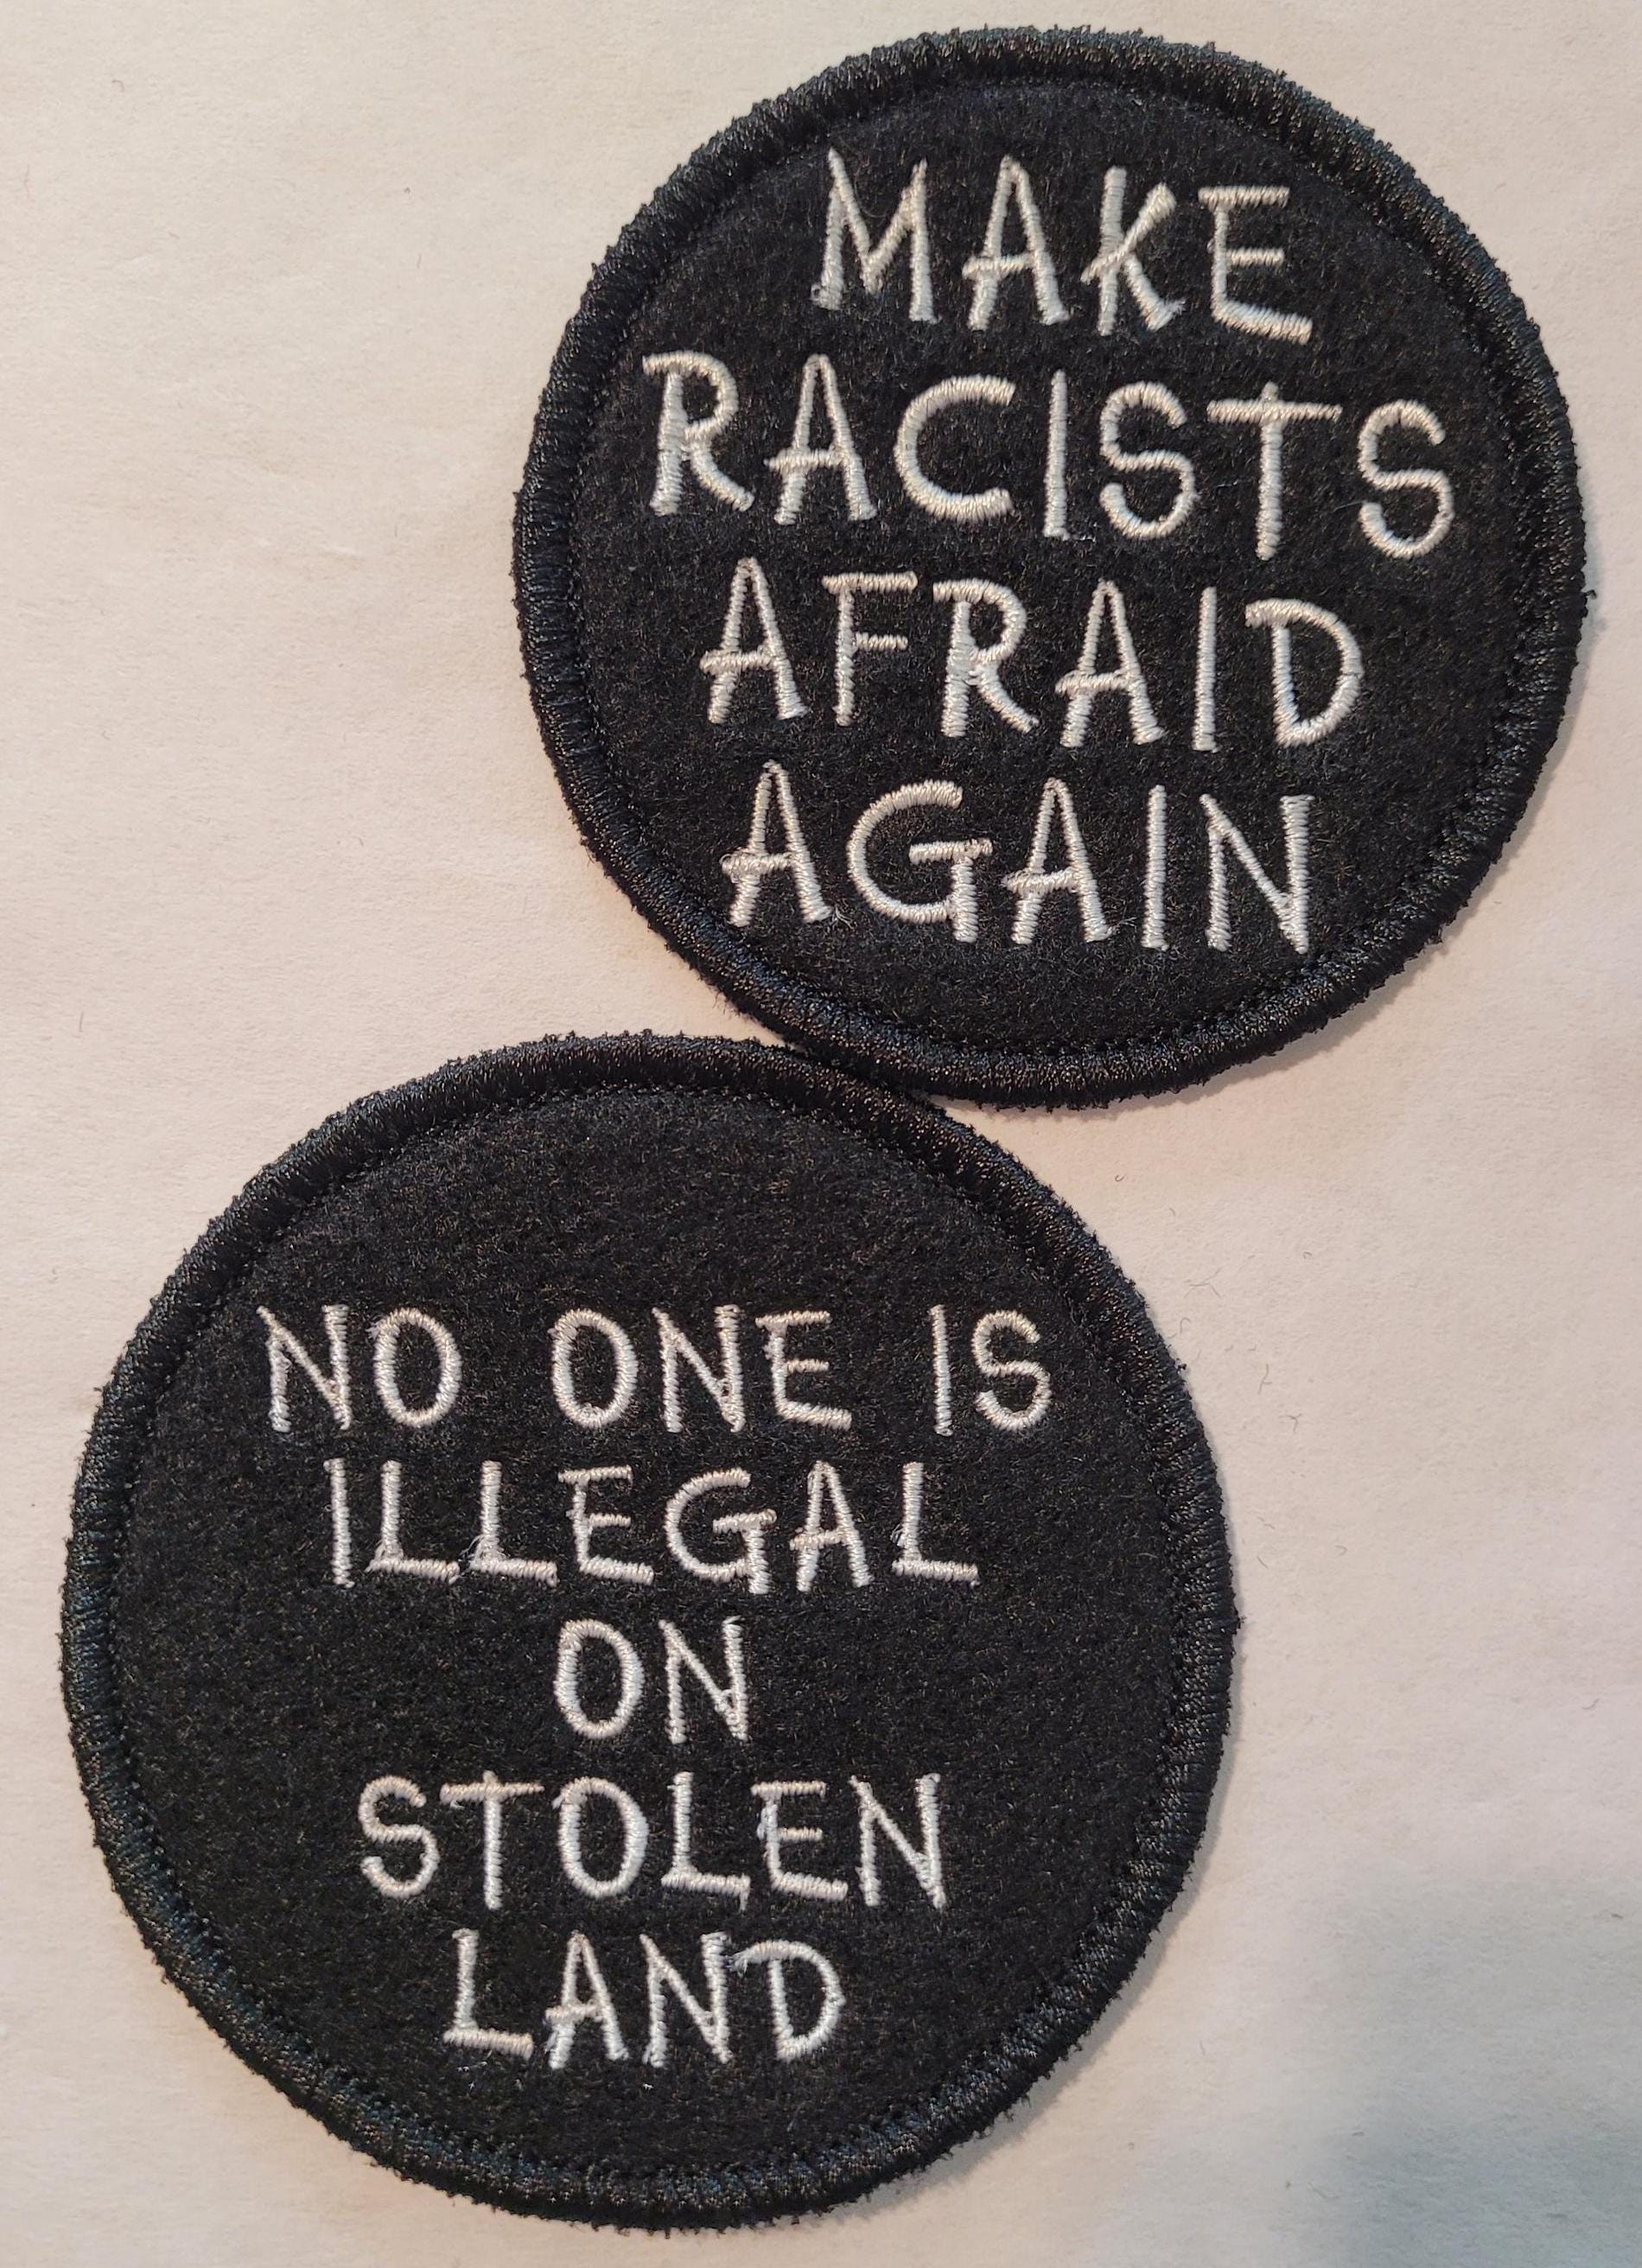 MAKE
RACISTS
AFRAID
AGAIN
NO ONE IS
ILLEGAL
ON
STOLEN
LAND